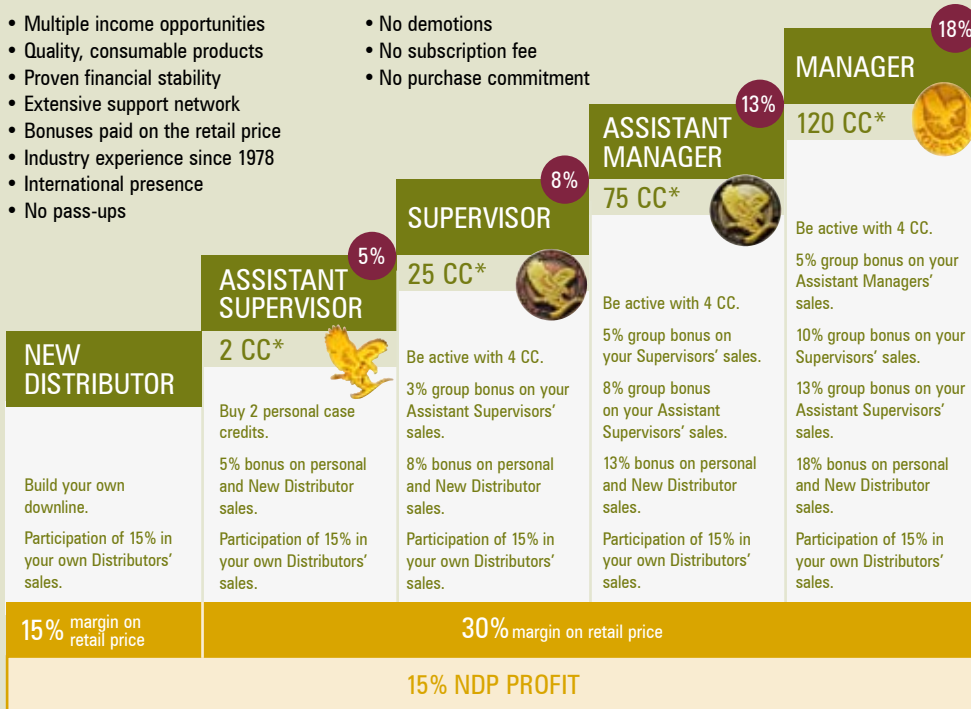 • Multiple income opportunities
• Quality, consumable products
• Proven financial stability
• Extensive support network
• Bonuses paid on the retail price
• Industry experience since 1978
• International presence
• No pass-ups
• No demotions
• No subscription fee
• No purchase commitment
NEW
DISTRIBUTOR
Build your own
downline.
Participation of 15% in
your own Distributors'
sales.
5%
ASSISTANT
SUPERVISOR
2 CC*
Buy 2 personal case
credits.
5% bonus on personal
and New Distributor
sales.
Participation of 15% in
your own Distributors'
sales.
8%
SUPERVISOR
25 CC*
Be active with 4 CC.
3% group bonus on your
Assistant Supervisors'
sales.
8% bonus on personal
and New Distributor
sales.
Participation of 15% in
your own Distributors'
sales.
13%
ASSISTANT
MANAGER
75 CC*
Be active with 4 CC.
5% group bonus on
your Supervisors' sales.
8% group bonus
on your Assistant
Supervisors' sales.
13% bonus on personal
and New Distributor
sales.
Participation of 15% in
your own Distributors'
sales.
18%
MANAGER
120 CC*
Be active with 4 CC.
5% group bonus on your
Assistant Managers'
sales.
10% group bonus on your
Supervisors' sales.
13% group bonus on your
Assistant Supervisors'
sales.
18% bonus on personal
and New Distributor
sales.
Participation of 15% in
your own Distributors'
sales.
15% margin on
retail price
30% margin on retail price
15% NDP PROFIT